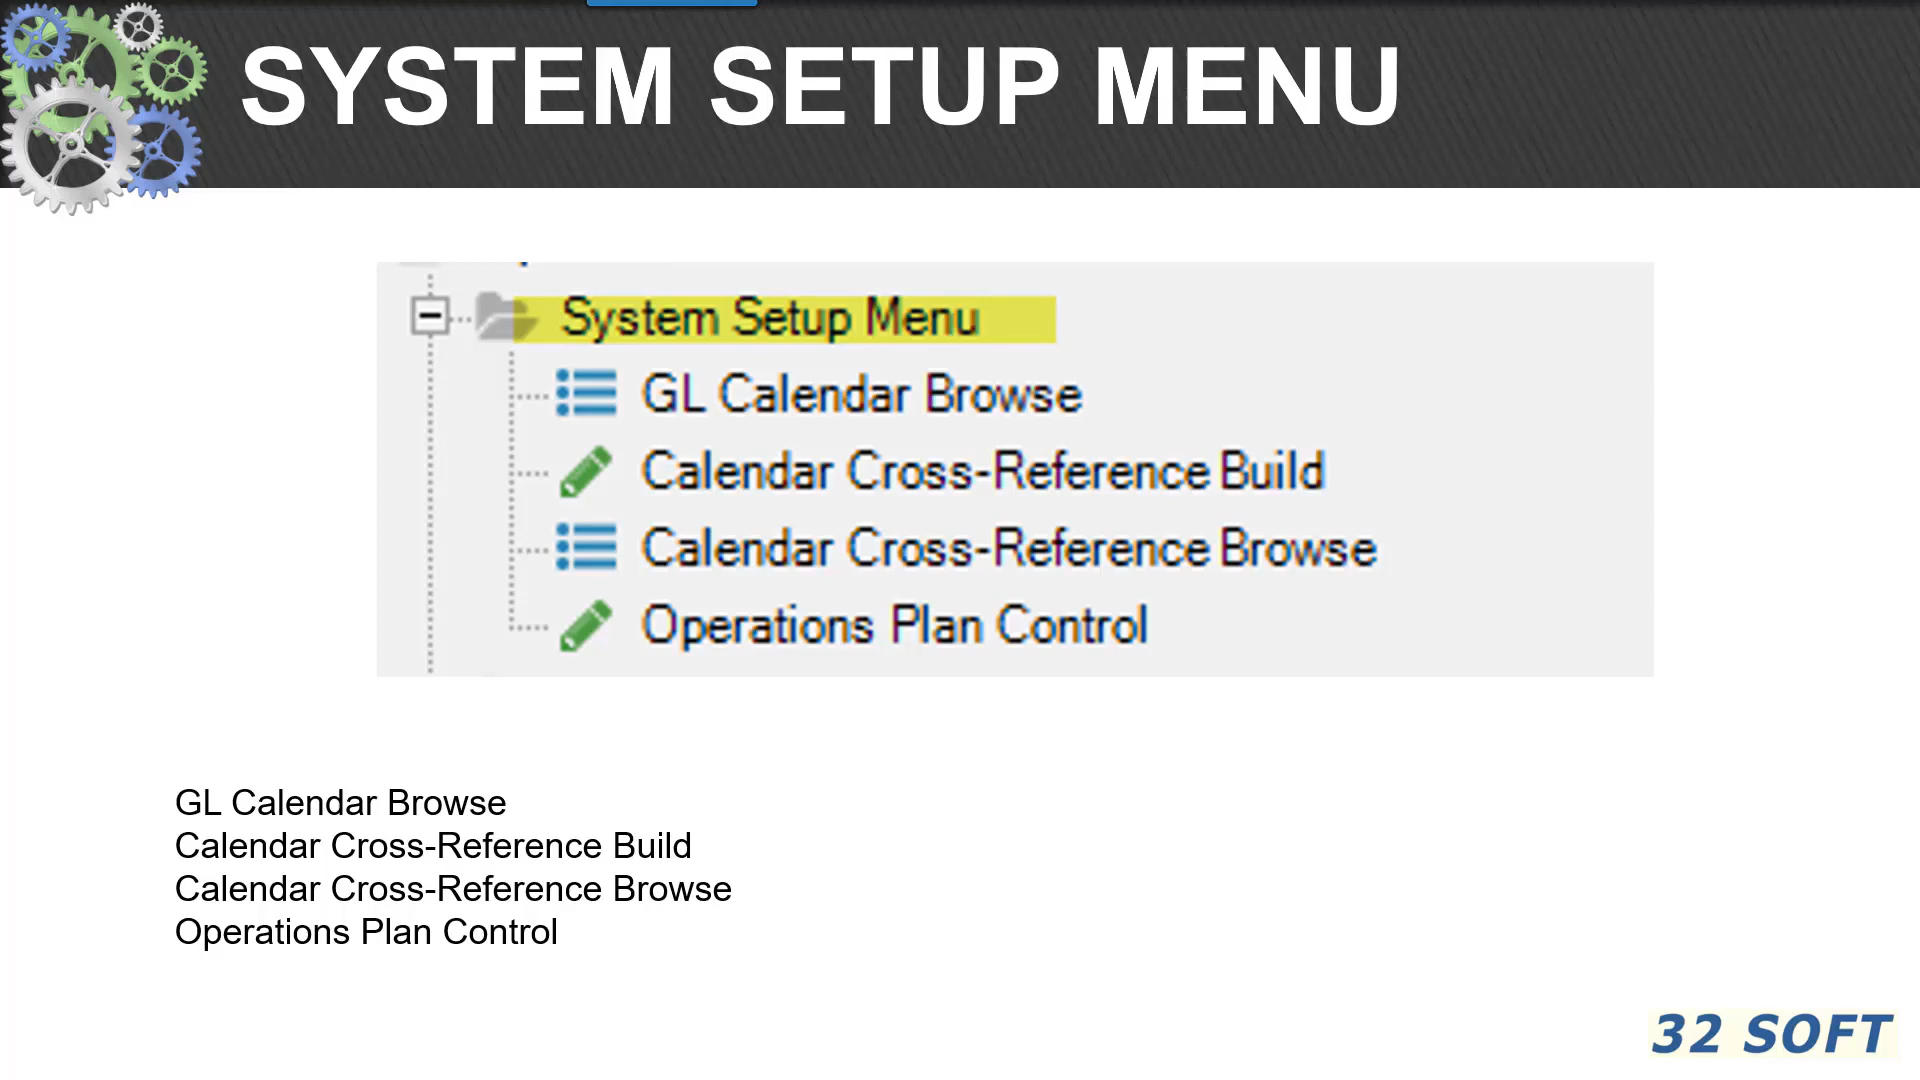 SYSTEM SETUP MENU
System Setup Menu
GL Calendar Browse
Calendar Cross-Reference Build
Calendar Cross-Reference Browse
Operations Plan Control
GL Calendar Browse
Calendar Cross-Reference Build
Calendar Cross-Reference Browse
Operations Plan Control
32 SOFT